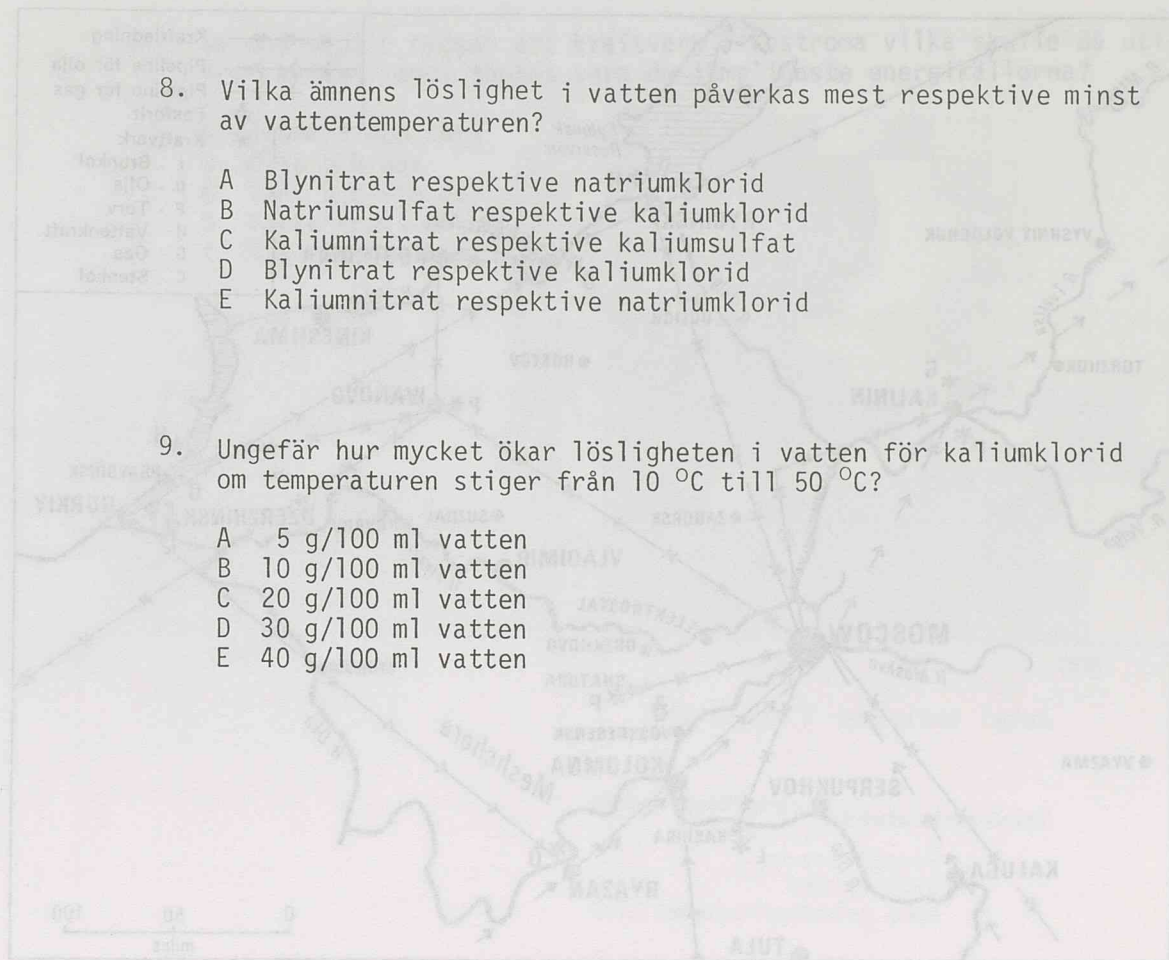 8. Vilka ämnens löslighet i vatten påverkas mest respektive minst
av vattentemperaturen?
A Blynitrat respektive natriumklorid
B Natriumsulfat respektive kaliumklorid
C Kaliumnitrat respektive kaliumsulfat
D Blynitrat respektive kaliumklorid
E Kaliumnitrat respektive natriumklorid
9. Ungefär hur mycket ökar lösligheten i vatten för kaliumklorid
om temperaturen stiger från 10 °C till 50 °C?
A 5 g/100 ml vatten
B 10 g/100 ml vatten
C 20 g/100 ml vatten
D 30 g/100 ml vatten
E 40 g/100 ml vatten